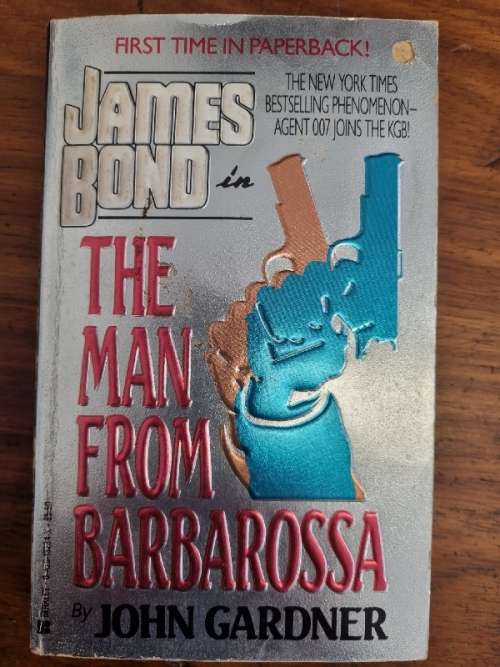 FIRST TIME IN PAPERBACK!
JAMES
BOND in
THE NEW YORK TIMES
BESTSELLING PHENOMENON–
AGENT 007 JOINS THE KGB!
THE
MAN
FROM
BARBAROSSA
By JOHN GARDNER